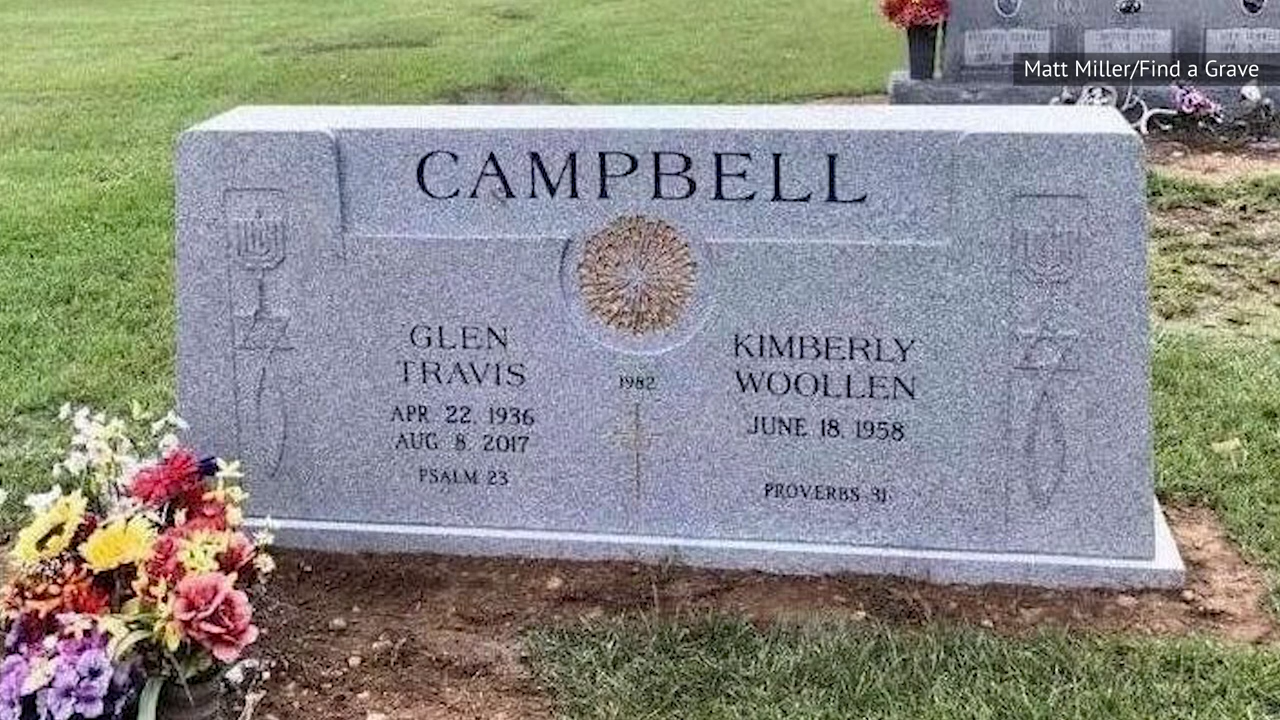 Matt Miller/Find a Grave
CAMPBELL
GLEN
TRAVIS
APR 22, 1936
AUG 8, 2017
PSALM 23
1982
KIMBERLY
WOOLLEN
JUNE 18, 1958
PROVERBS 31